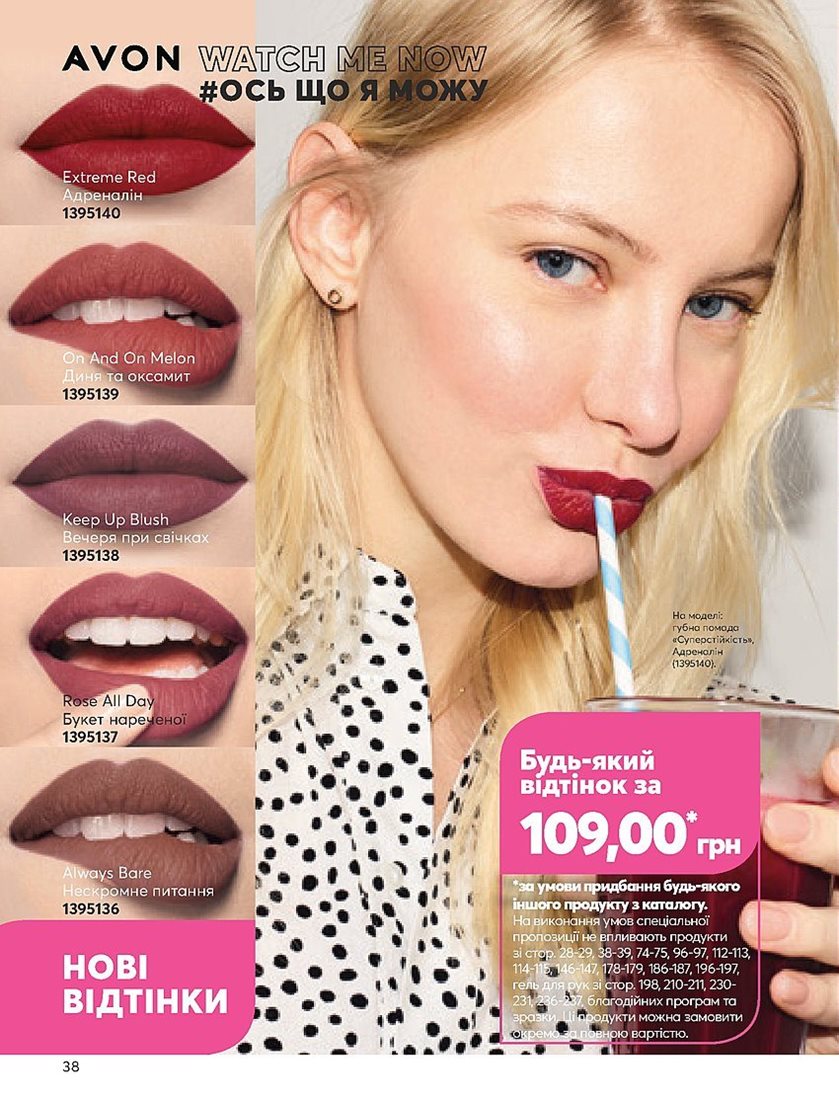 AVON WATCH ME NOW
#ОСЬ ЩО Я МОЖУ
Extreme Red
Адреналін
1395140
On And On Melon
Диня та оксамит
1395139
Keep Up Blush
Вечеря при свічках
1395138
Rose All Day
Букет нареченої
1395137
Always Bare
Нескромне питання
1395136
НОВІ
ВІДТІНКИ
На моделі:
губна помада
«Суперстійкість»,
Адреналін
(1395140).
Будь-який
відтінок за
109,00* грн
*за умови придбання будь-якого
іншого продукту з каталогу.
На виконання умов спеціальної
пропозиції не впливають продукти
зі стор. 28-29, 38-39, 74-75, 96-97, 112-113,
114-115, 146-147, 178-179, 186-187, 196-197,
гель для рук зі стор. 198, 210-211, 230-
231, 236-237, благодійних програм та
зразки. Ці продукти можна замовити
окремо за повною вартістю.
38